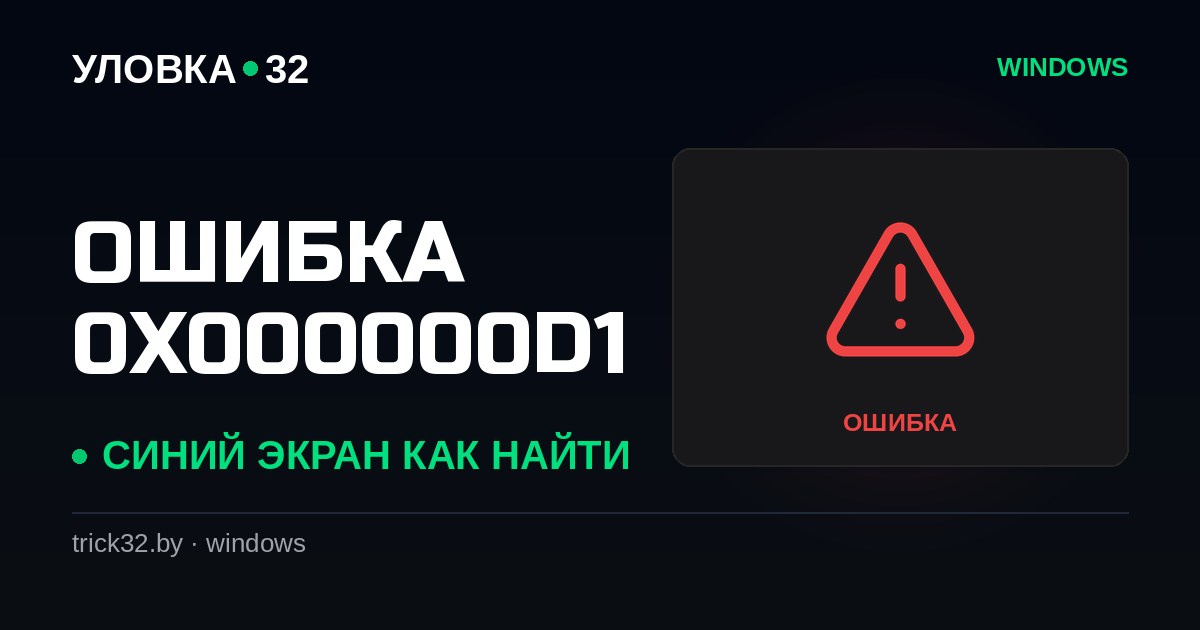 УЛОВКА•32
WINDOWS
ОШИБКА
0X000000D1
• СИНИЙ ЭКРАН КАК НАЙТИ
ОШИБКА
trick32.by · windows